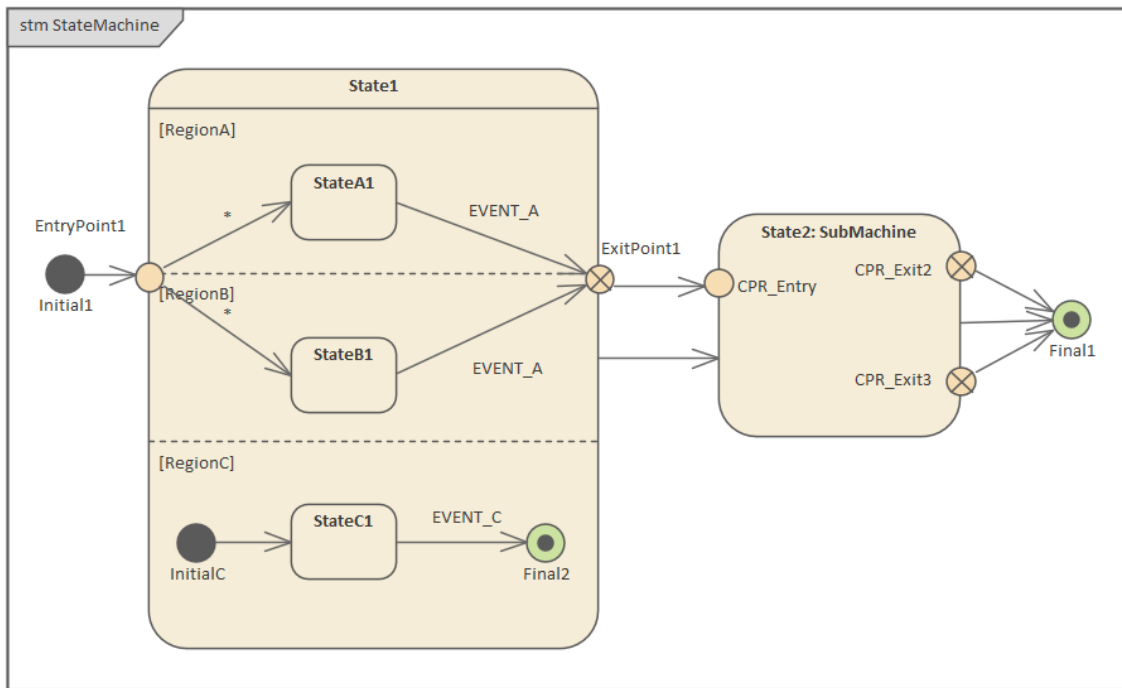 stm StateMachine
State1
[RegionA]
StateA1
*
EVENT_A
EntryPoint1
ExitPoint1
State2: SubMachine
CPR_Exit2
Initial1
[RegionB]
*
CPR_Entry
StateB1
EVENT_A
Final1
CPR_Exit3
[RegionC]
StateC1
EVENT_C
InitialC
Final2